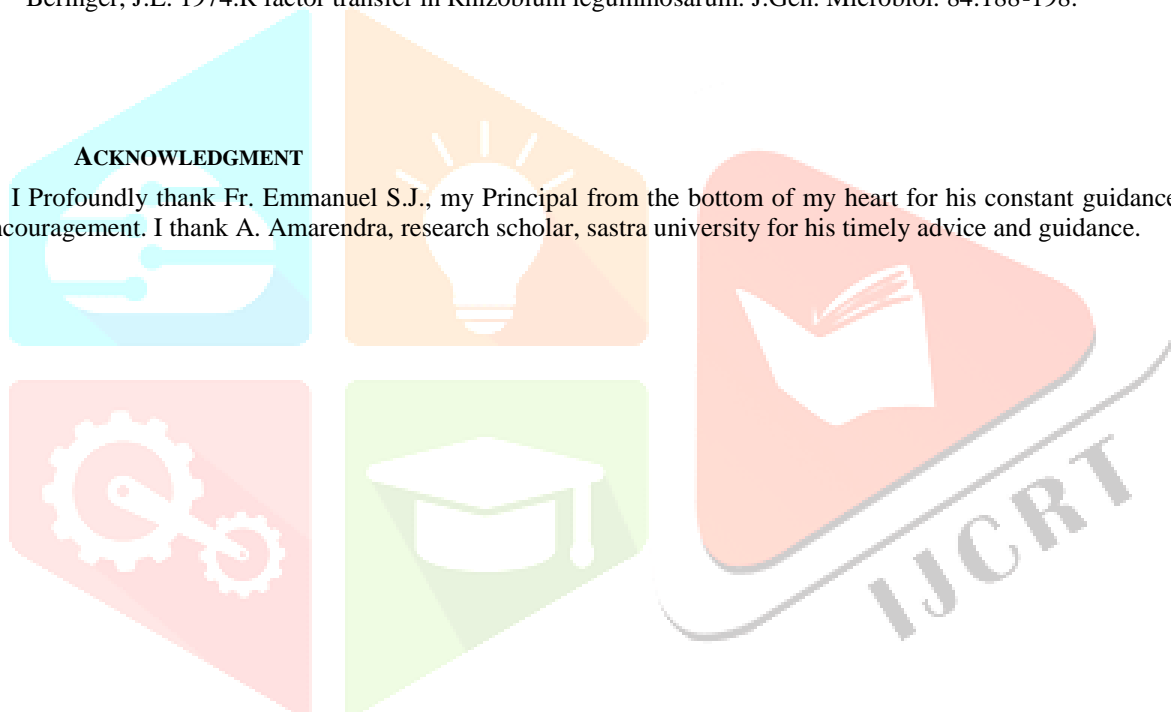 Beringer, J.E. 1974.R factor transfer in Rhizobium leguminosarum. J.Gen. Microbiol. 84:188-198.
ACKNOWLEDGMENT
I Profoundly thank Fr. Emmanuel S.J., my Principal from the bottom of my heart for his constant guidance
ncouragement. I thank A. Amarendra, research scholar, sastra university for his timely advice and guidance.
IJCRT